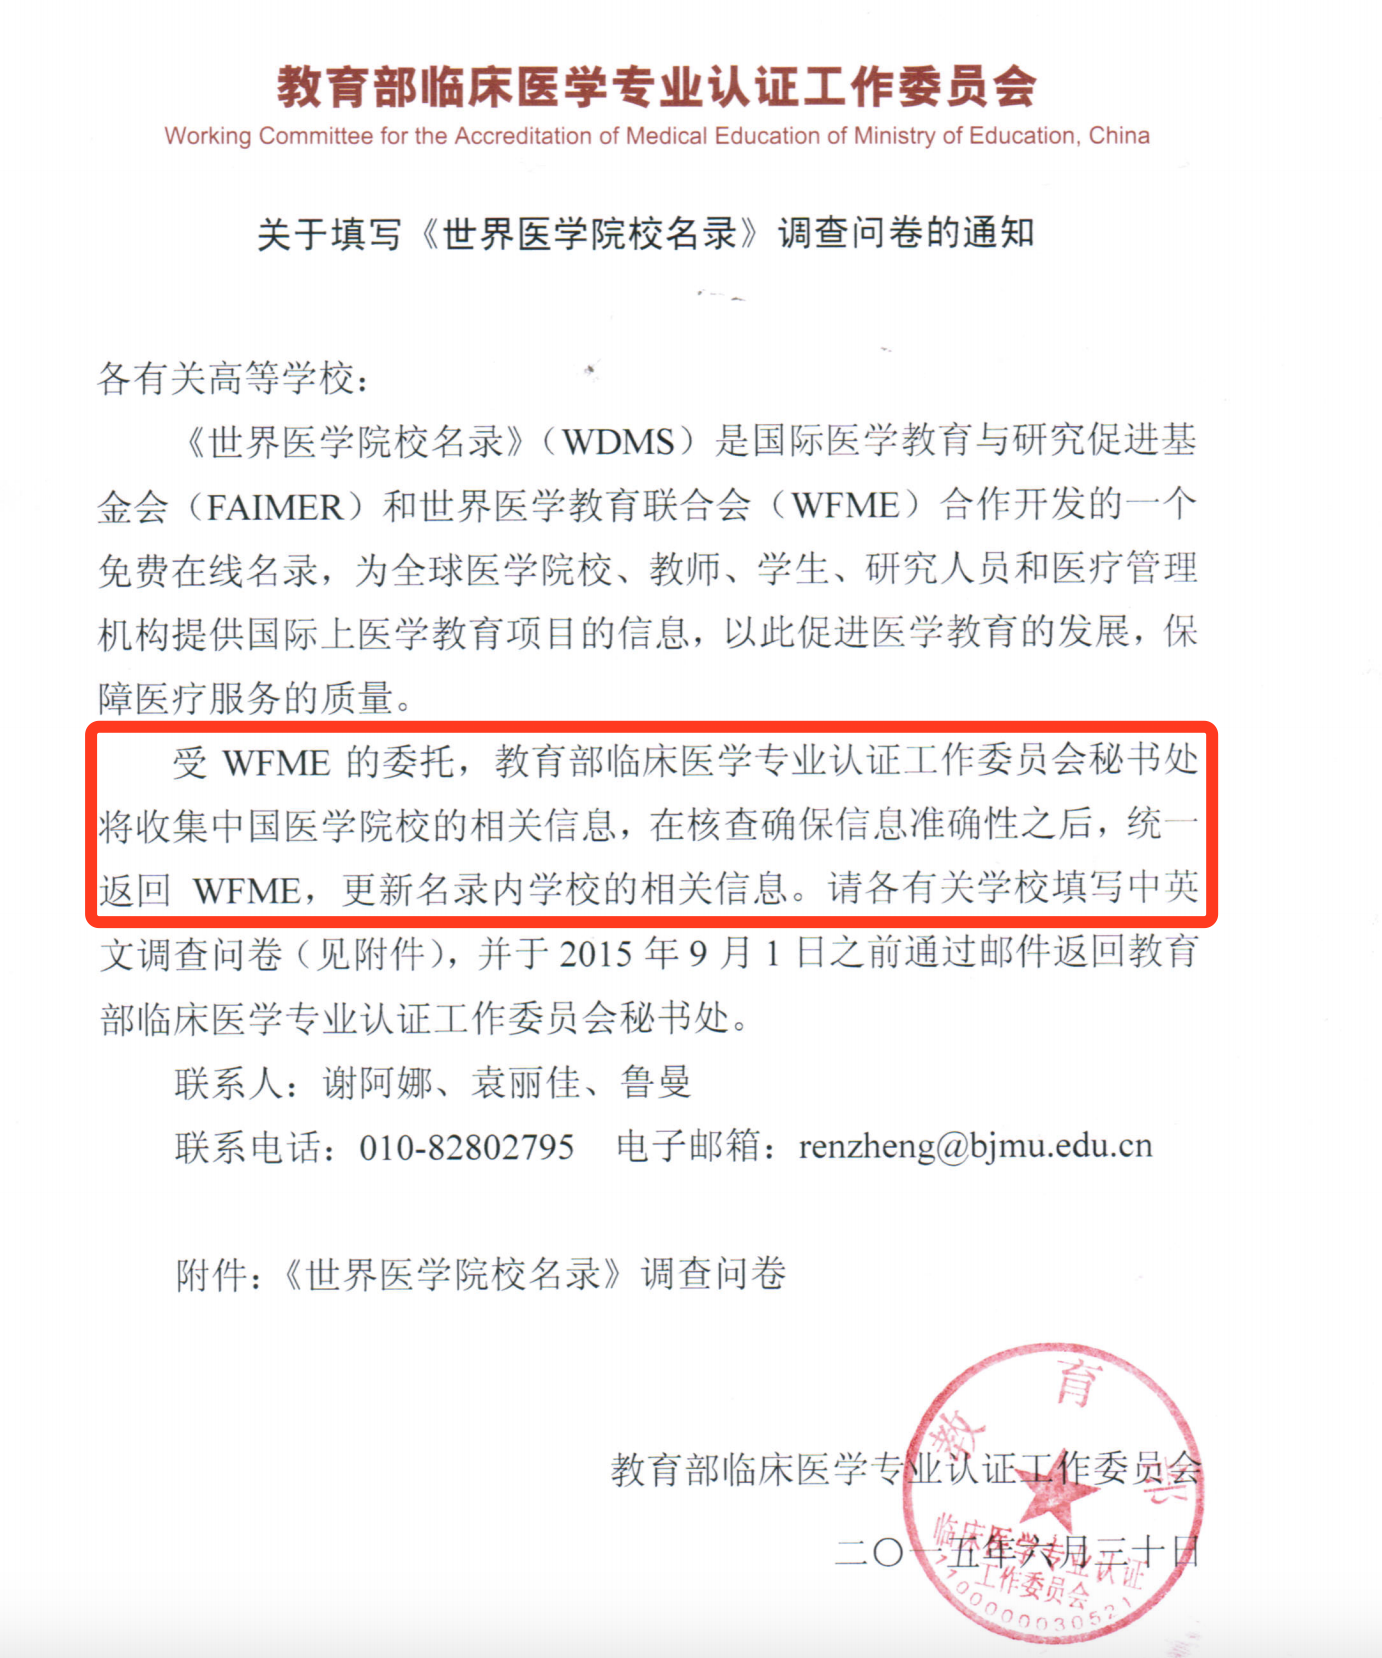 教育部临床医学专业认证工作委员会
Working Committee for the Accreditation of Medical Education of Ministry of Education, China
关于填写《世界医学院校名录》调查问卷的通知
各有关高等学校：
《世界医学院校名录》（WDMS）是国际医学教育与研究促进基
金会（FAIMER）和世界医学教育联合会（WFME）合作开发的一个
免费在线名录，为全球医学院校、教师、学生、研究人员和医疗管理
机构提供国际上医学教育项目的信息，以此促进医学教育的发展，保
障医疗服务的质量。
受 WFME 的委托，教育部临床医学专业认证工作委员会秘书处
将收集中国医学院校的相关信息，在核查确保信息准确性之后，统一
返回 WFME，更新名录内学校的相关信息。请各有关学校填写中英
文调查问卷（见附件），并于 2015 年 9 月 1 日之前通过邮件返回教育
部临床医学专业认证工作委员会秘书处。
联系人：谢阿娜、袁丽佳、鲁曼
联系电话：010-82802795 电子邮箱：renzheng@bjmu.edu.cn
附件：《世界医学院校名录》调查问卷
教育部临床医学专业认证工作委员会
二〇一五年六月三十日
教育部
临床医学专业认证
工作委员会
1100000030521